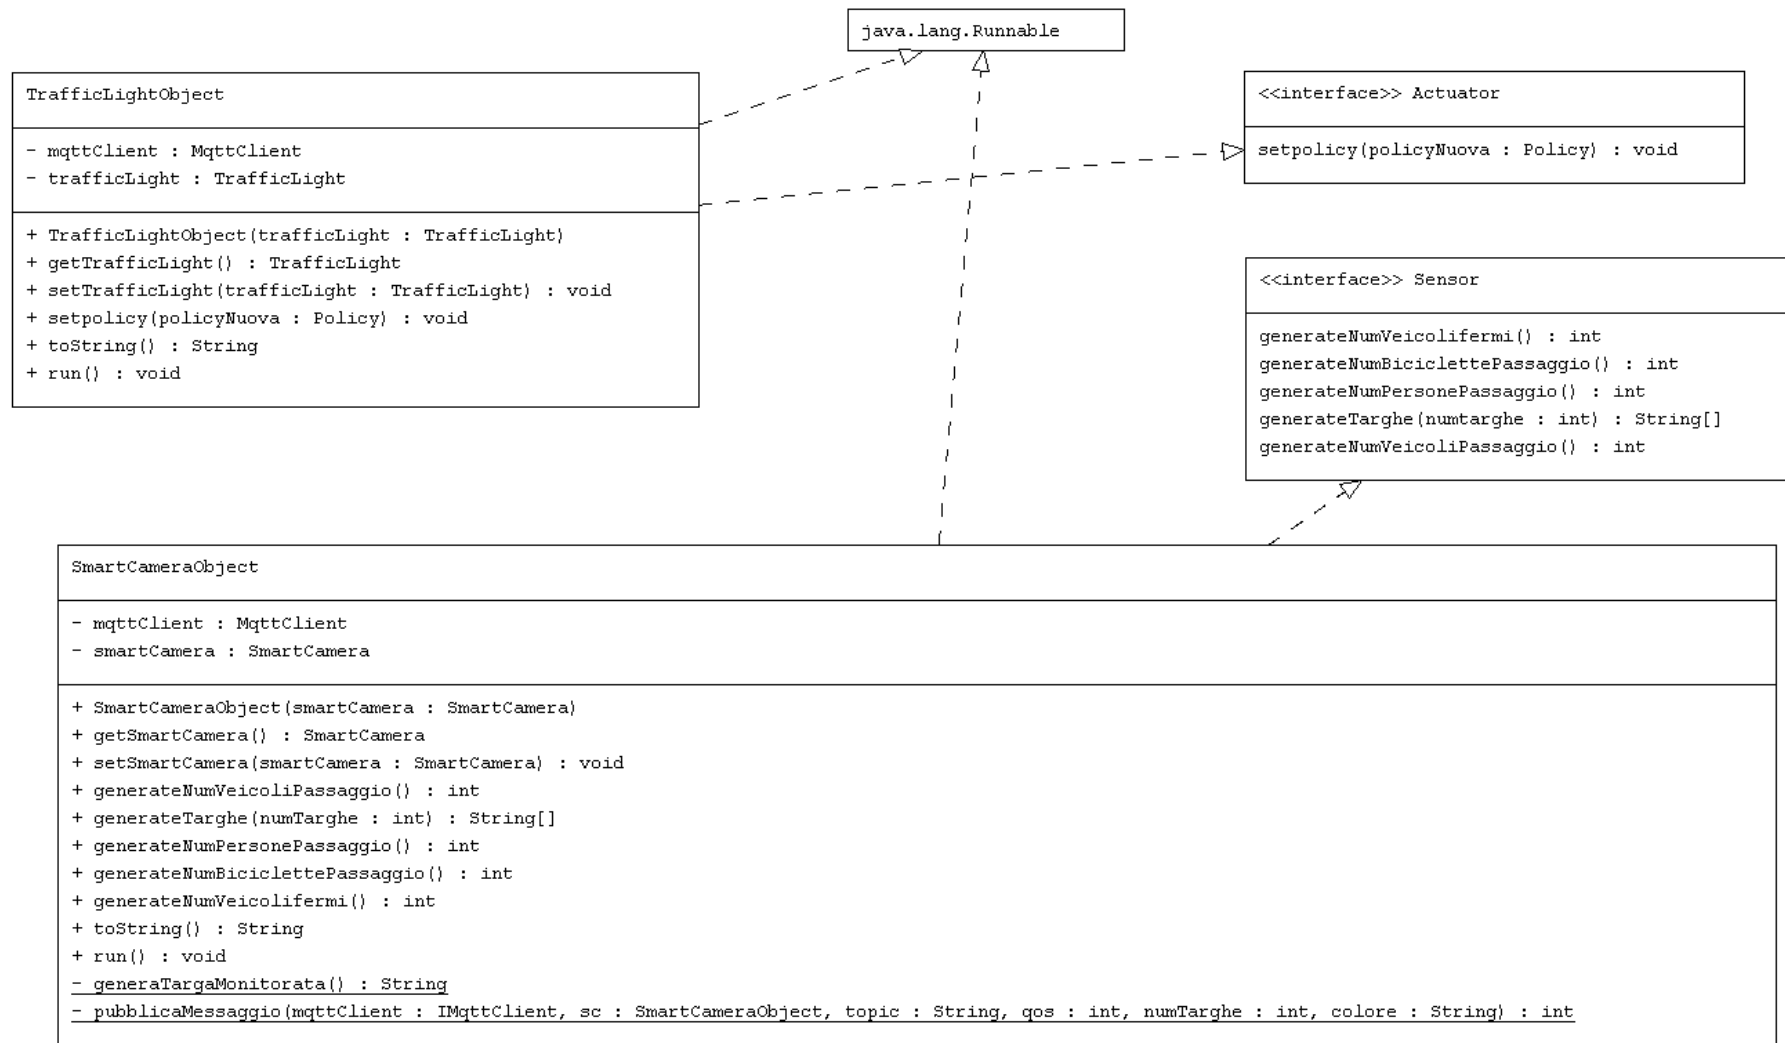 java.lang.Runnable
TrafficLightObject
- mqttClient : MqttClient
- trafficLight : TrafficLight
+ TrafficLightObject(trafficLight : TrafficLight)
+ getTrafficLight() : TrafficLight
+ setTrafficLight(trafficLight : TrafficLight) : void
+ setpolicy(policyNuova : Policy) : void
+ toString() : String
+ run() : void
<<interface>> Actuator
setpolicy(policyNuova : Policy) : void
<<interface>> Sensor
generateNumVeicolifermi() : int
generateNumBiciclettePassaggio() : int
generateNumPersonePassaggio() : int
generateTarghe(numtarghe : int) : String[]
generateNumVeicoliPassaggio() : int
SmartCameraObject
- mqttClient : MqttClient
- smartCamera : SmartCamera
+ SmartCameraObject(smartCamera : SmartCamera)
+ getSmartCamera() : SmartCamera
+ setSmartCamera(smartCamera : SmartCamera) : void
+ generateNumVeicoliPassaggio() : int
+ generateTarghe(numTarghe : int) : String[]
+ generateNumPersonePassaggio() : int
+ generateNumBiciclettePassaggio() : int
+ generateNumVeicolifermi() : int
+ toString() : String
+ run() : void
- generaTargaMonitorata() : String
- pubblicaMessaggio(mqttClient : IMqttClient, sc : SmartCameraObject, topic : String, qos : int, numTarghe : int, colore : String) : int